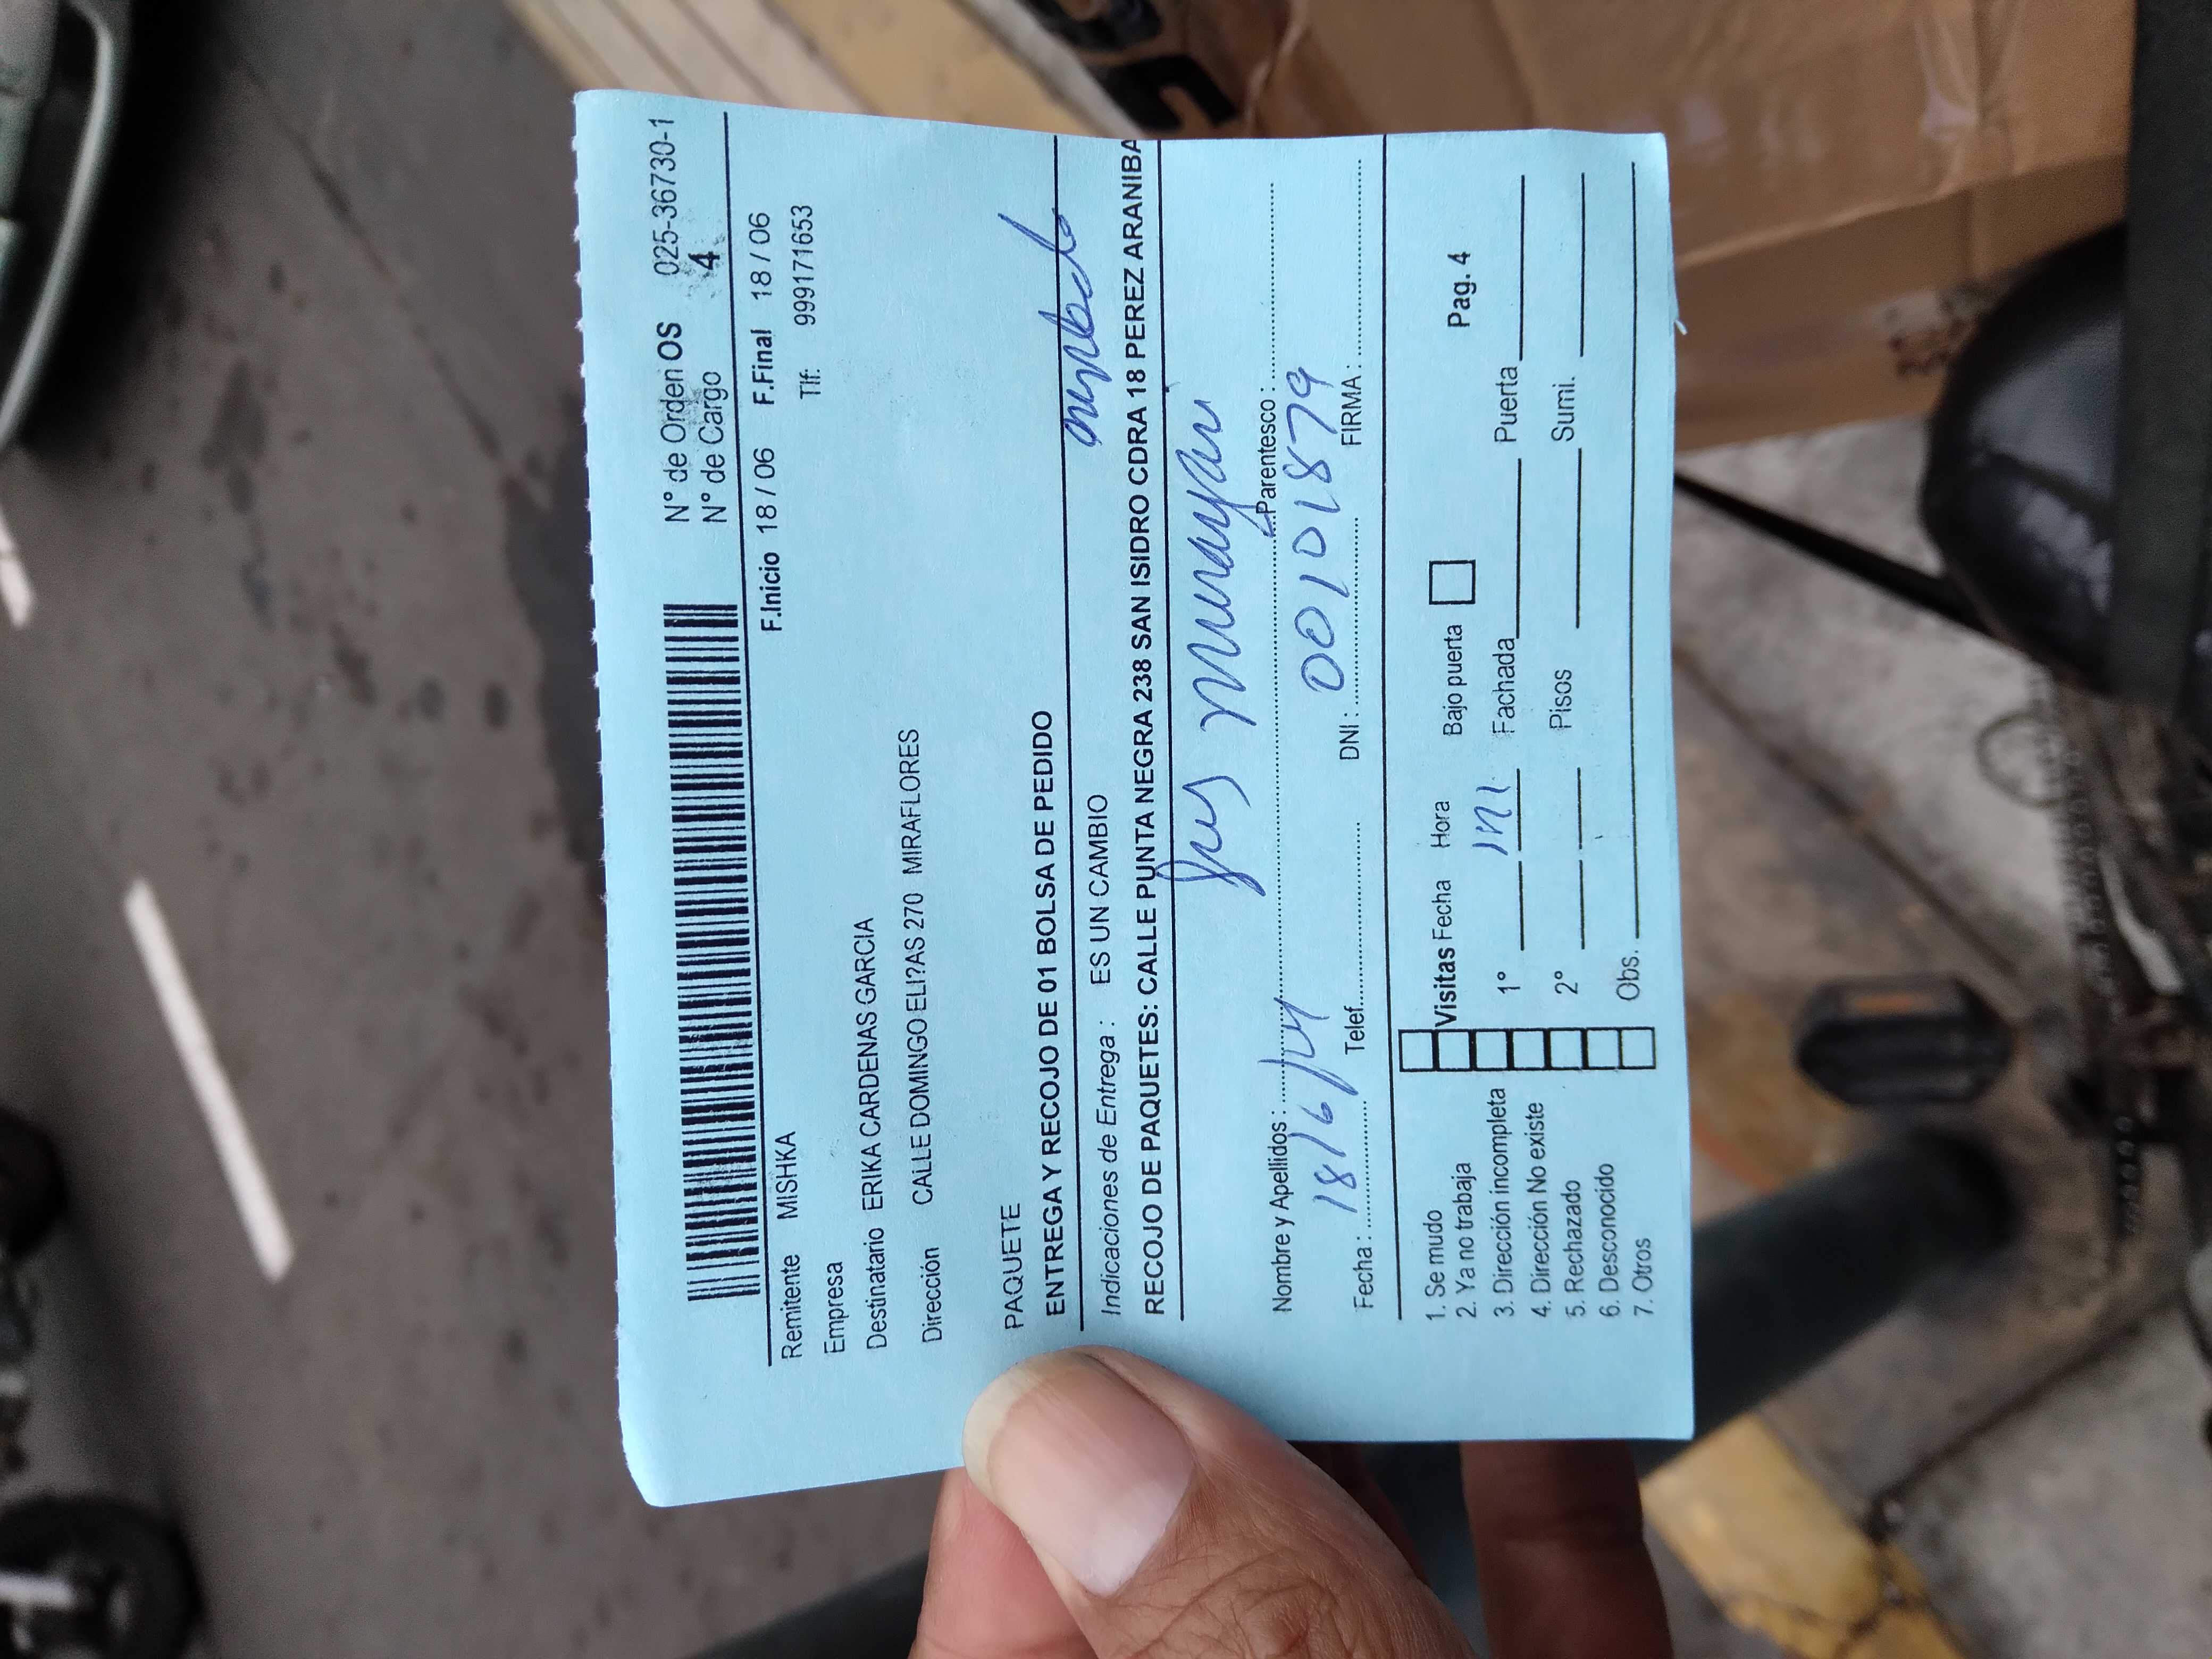 N° de Orden OS 025-36730-1
N° de Cargo 4
F.Inicio 18 / 06 F.Final 18 / 06
Remitente MISHKA Tlf: 999171653
Empresa
Destinatario ERIKA CARDENAS GARCIA
Dirección CALLE DOMINGO ELI?AS 270 MIRAFLORES
PAQUETE
ENTREGA Y RECOJO DE 01 BOLSA DE PEDIDO
Indicaciones de Entrega : ES UN CAMBIO
RECOJO DE PAQUETES: CALLE PUNTA NEGRA 238 SAN ISIDRO CDRA 18 PEREZ ARANIBA
Nombre y Apellidos : Parentesco :
Fecha : 18/6/24 Telef. DNI : 00101879 FIRMA :
1. Se mudo Visitas Fecha Hora Bajo puerta Pag. 4
2. Ya no trabaja
3. Dirección incompleta 1° Fachada Puerta
4. Dirección No existe
5. Rechazado 2° Pisos Sumi.
6. Desconocido
7. Otros Obs.